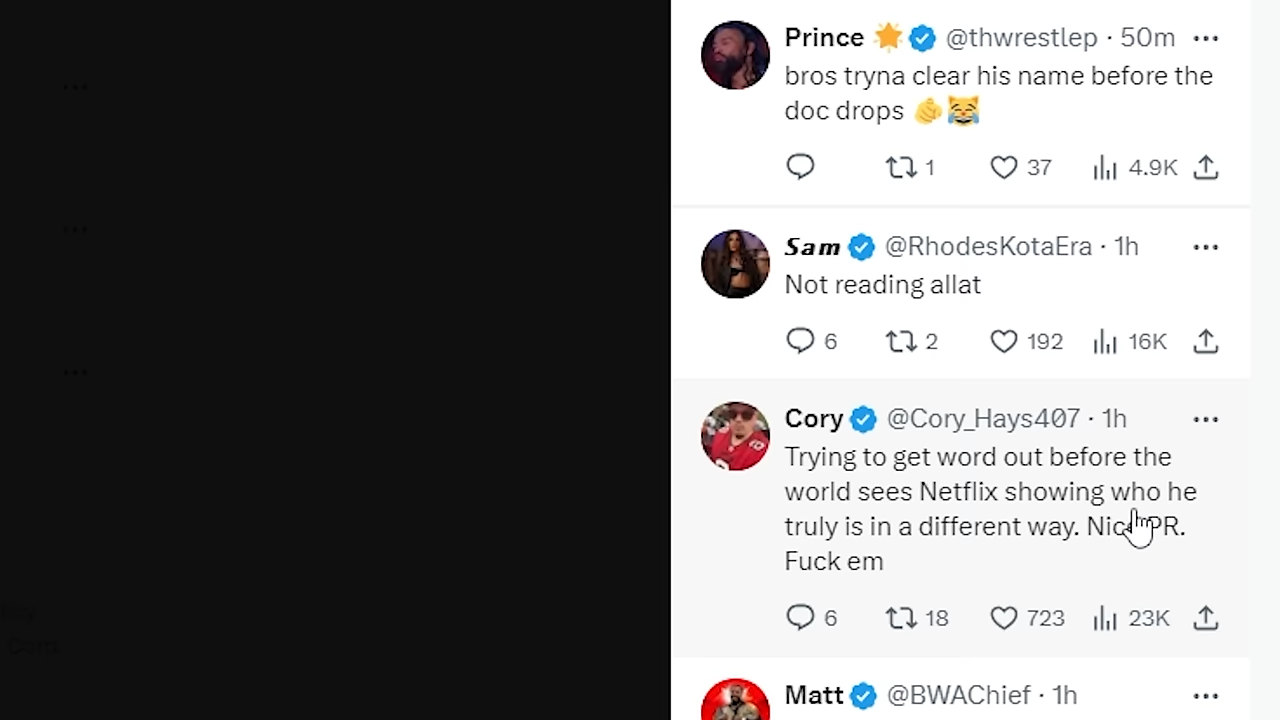 Prince 🌟 @thwrestlep · 50m ···
bros tryna clear his name before the
doc drops 🫵😹
1 37 4.9K
Sam @RhodesKotaEra · 1h ···
Not reading allat
6 2 192 16K
Cory @Cory_Hays407 · 1h ···
Trying to get word out before the
world sees Netflix showing who he
truly is in a different way. Nice PR.
Fuck em
6 18 723 23K
Matt @BWAChief · 1h ···